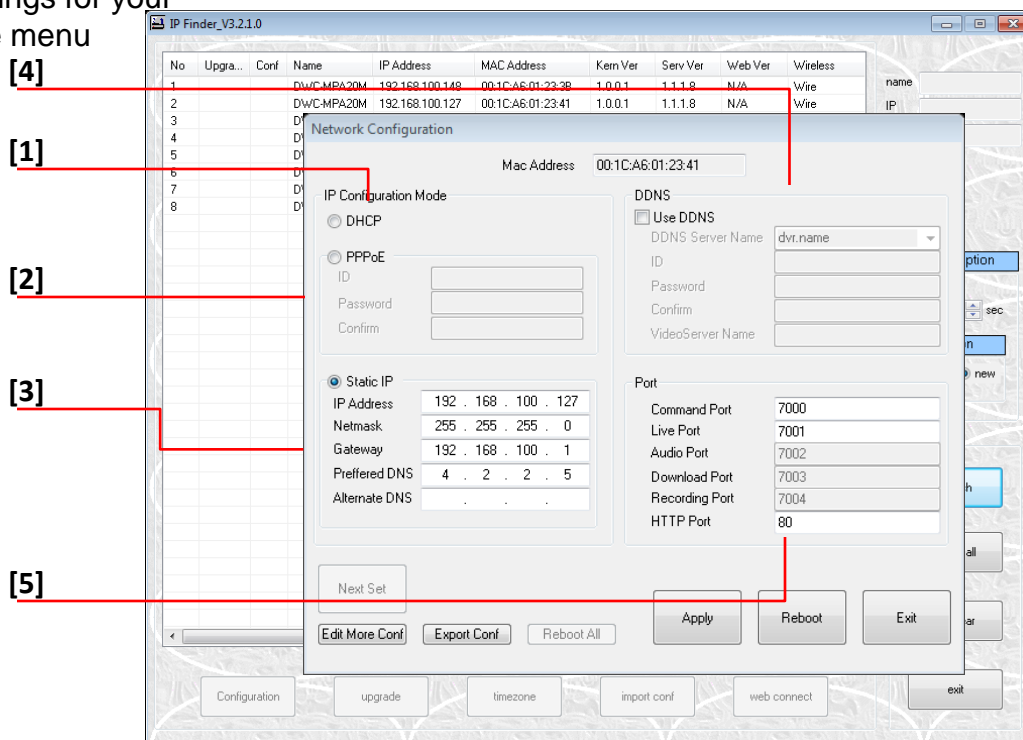 ings for your
e menu
IP Finder_V3.2.1.0
No Upgra... Conf Name IP Address MAC Address Kern Ver Serv Ver Web Ver Wireless
1 DWC-MPA20M 192.168.100.148 00:1C:A6:01:23:3B 1.0.0.1 1.1.1.8 N/A Wire
2 DWC-MPA20M 192.168.100.127 00:1C:A6:01:23:41 1.0.0.1 1.1.1.8 N/A Wire
3
4
5
6
7
8
name
IP
[4]
[1]
[2]
[3]
[5]
Network Configuration
Mac Address 00:1C:A6:01:23:41
IP Configuration Mode
DHCP
PPPoE
ID
Password
Confirm
Static IP
IP Address 192 . 168 . 100 . 127
Netmask 255 . 255 . 255 . 0
Gateway 192 . 168 . 100 . 1
Preffered DNS 4 . 2 . 2 . 5
Alternate DNS . . .
DDNS
Use DDNS
DDNS Server Name dvr.name
ID
Password
Confirm
VideoServer Name
Port
Command Port 7000
Live Port 7001
Audio Port 7002
Download Port 7003
Recording Port 7004
HTTP Port 80
Next Set
Edit More Conf Export Conf Reboot All
Apply Reboot Exit
ption
sec
n
new
h
all
ar
Configuration upgrade timezone import conf web connect exit